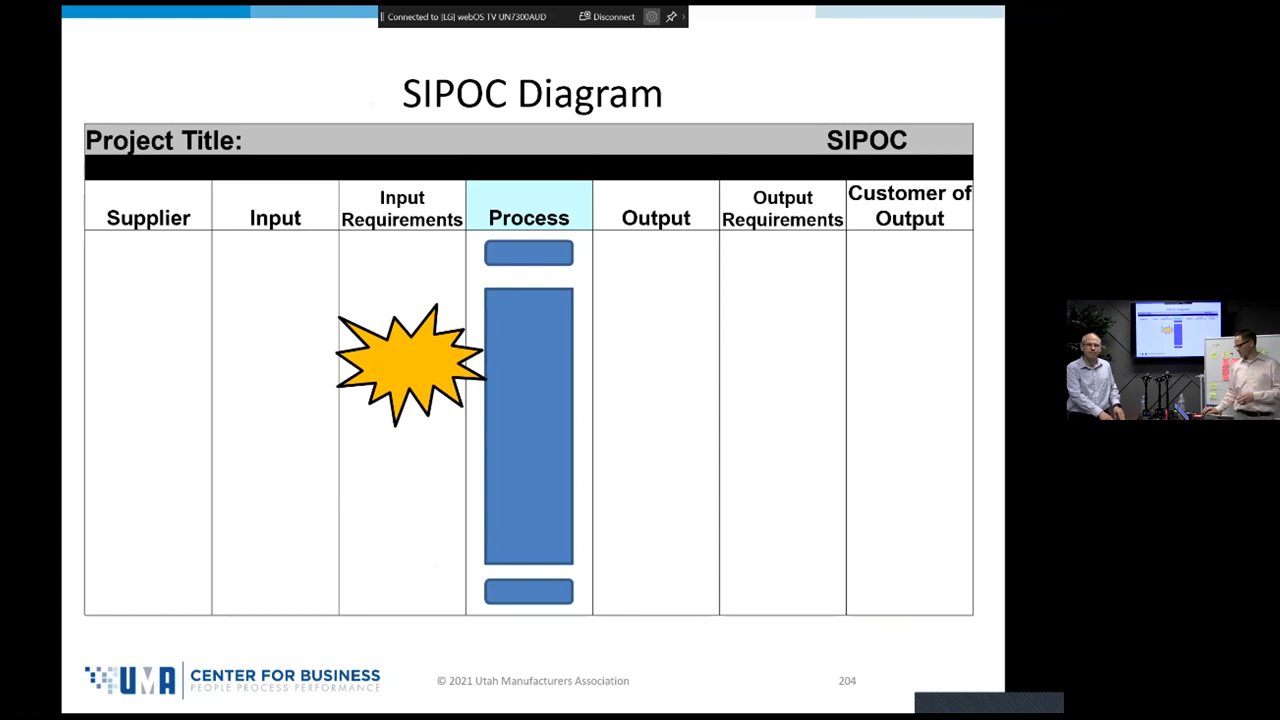 Connected to [LG] webOS TV UN7300AUD
Disconnect
SIPOC Diagram
Project Title:
SIPOC
Supplier
Input
Input
Requirements
Process
Output
Output
Requirements
Customer of
Output
UMA
CENTER FOR BUSINESS
PEOPLE PROCESS PERFORMANCE
© 2021 Utah Manufacturers Association
204